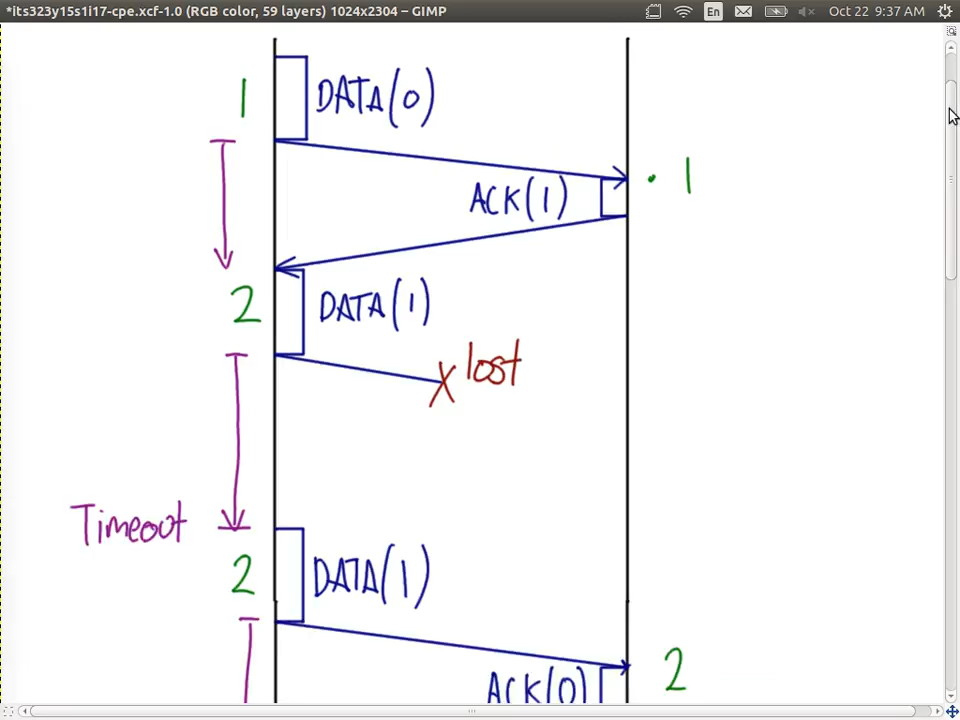 *its323y15s1i17-cpe.xcf-1.0 (RGB color, 59 layers) 1024x2304 – GIMP
En
Oct 22 9:37 AM
1
DATA(0)
ACK(1)
1
2
DATA(1)
lost
Timeout
2
DATA(1)
2
ACK(0)